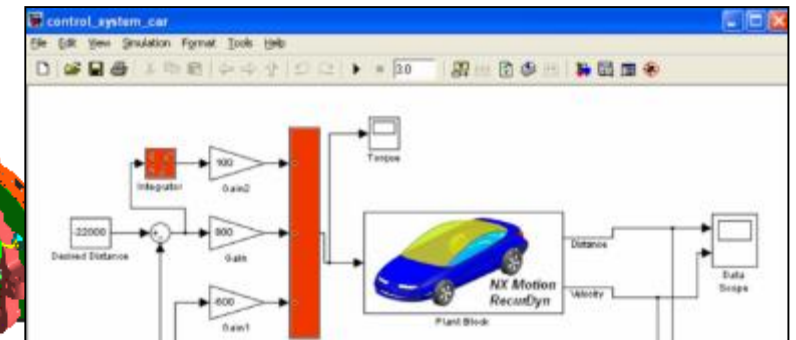 control_system_car
File Edit View Simulation Format Tools Help
3.0
Torque
100
Integrator
Gain2
-22000
Desired Distance
800
Gain
NX Motion
RecurDyn
Plant Block
Distance
Velocity
Data
Scope
-600
Gain1